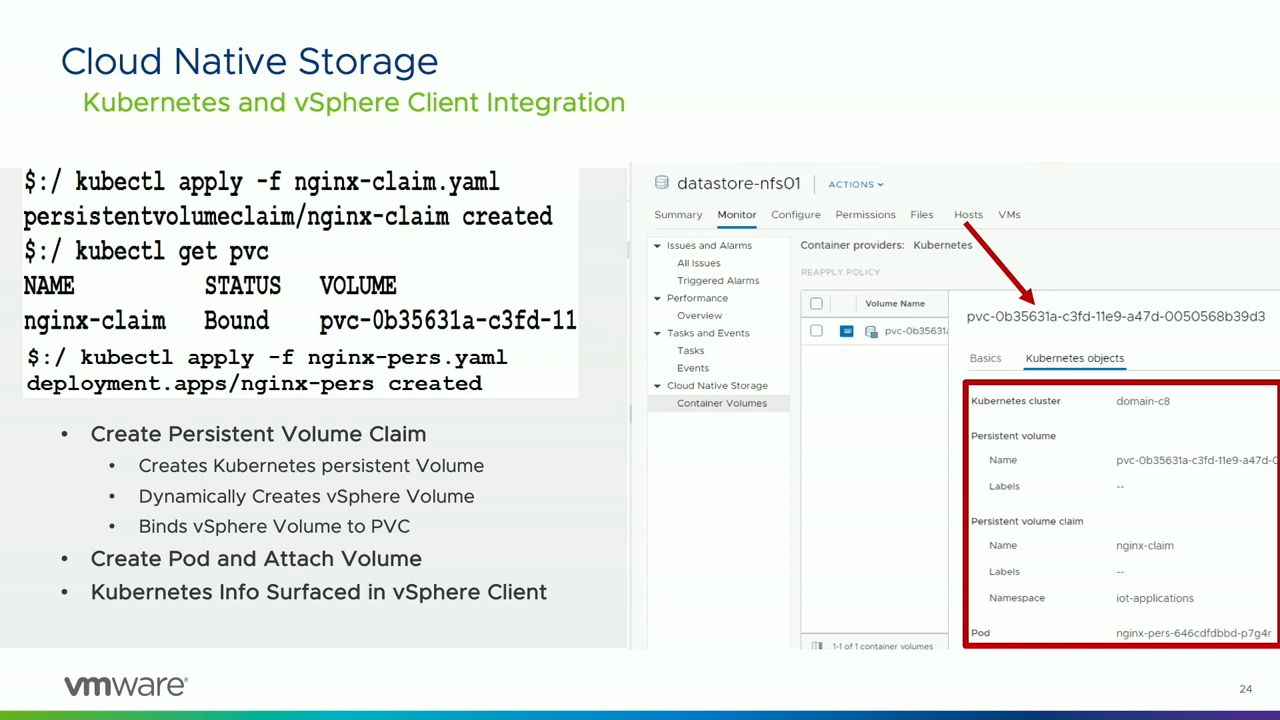 Cloud Native Storage
Kubernetes and vSphere Client Integration
$:/ kubectl apply -f nginx-claim.yaml
persistentvolumeclaim/nginx-claim created
$:/ kubectl get pvc
NAME STATUS VOLUME
nginx-claim Bound pvc-0b35631a-c3fd-11
$:/ kubectl apply -f nginx-pers.yaml
deployment.apps/nginx-pers created
• Create Persistent Volume Claim
• Creates Kubernetes persistent Volume
• Dynamically Creates vSphere Volume
• Binds vSphere Volume to PVC
• Create Pod and Attach Volume
• Kubernetes Info Surfaced in vSphere Client
datastore-nfs01 ACTIONS
Summary Monitor Configure Permissions Files Hosts VMs
Issues and Alarms
All Issues
Triggered Alarms
Performance
Overview
Tasks and Events
Tasks
Events
Cloud Native Storage
Container Volumes
Container providers: Kubernetes
REAPPLY POLICY
Volume Name
pvc-0b35631a
1-1 of 1 container volumes
pvc-0b35631a-c3fd-11e9-a47d-0050568b39d3
Basics Kubernetes objects
Kubernetes cluster domain-c8
Persistent volume
Name pvc-0b35631a-c3fd-11e9-a47d-0
Labels --
Persistent volume claim
Name nginx-claim
Labels --
Namespace iot-applications
Pod nginx-pers-646cdfdbbd-p7g4r
vmware®
24